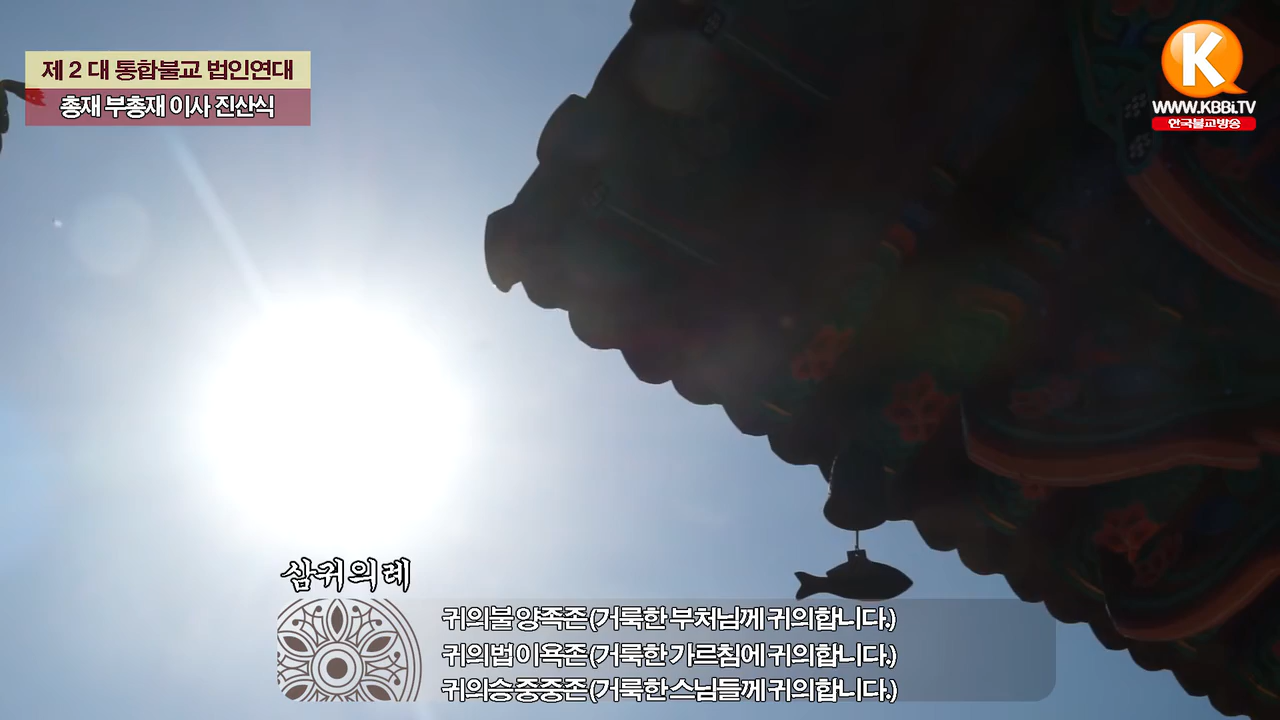 제 2 대 통합불교 법인연대
총재 부총재 이사 진산식
K
WWW.KBBi.TV
한국불교방송
삼귀의례
귀의불 양족존 (거룩한 부처님께 귀의합니다.)
귀의법 이욕존 (거룩한 가르침에 귀의합니다.)
귀의승 중중존 (거룩한 스님들께 귀의합니다.)